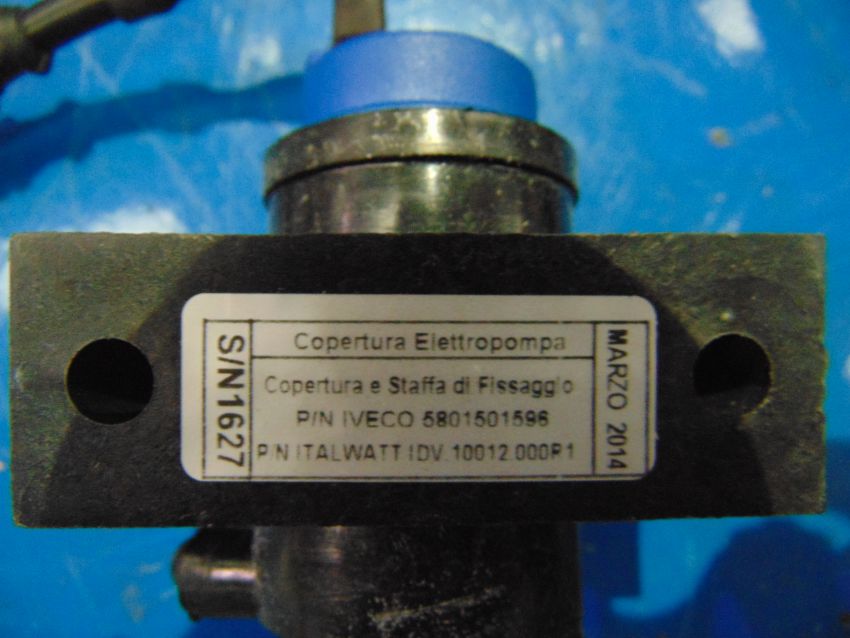 S/N1627
Copertura Elettropompa
Copertura e Staffa di Fissaggio
P/N IVECO 5801501596
P/N ITALWATT IDV 10012.000R1
MARZO 2014